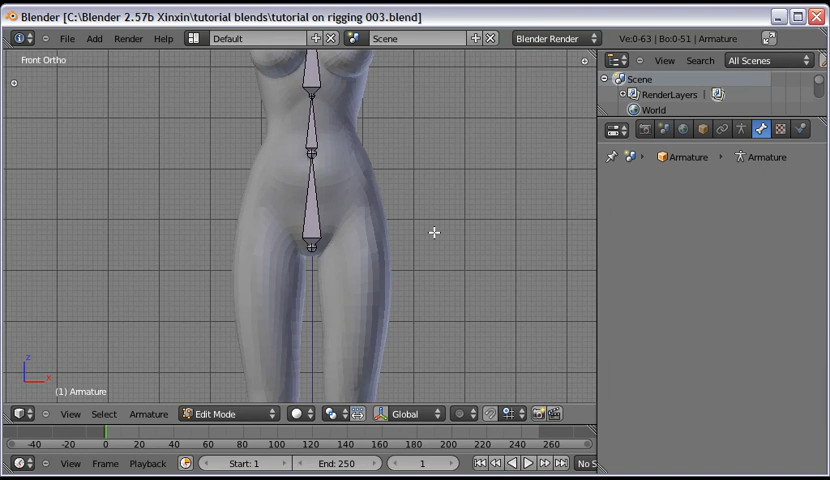 Blender [C:\Blender 2.57b Xinxin\tutorial blends\tutorial on rigging 003.blend]
File Add Render Help Default Scene Blender Render Ve:0-63 | Bo:0-51 | Armature
Front Ortho
View Search All Scenes
Scene
RenderLayers
World
Armature Armature
z
x
(1) Armature
View Select Armature Edit Mode Global
-40 -20 0 20 40 60 80 100 120 140 160 180 200 220 240 260
View Frame Playback Start: 1 End: 250 1 No S